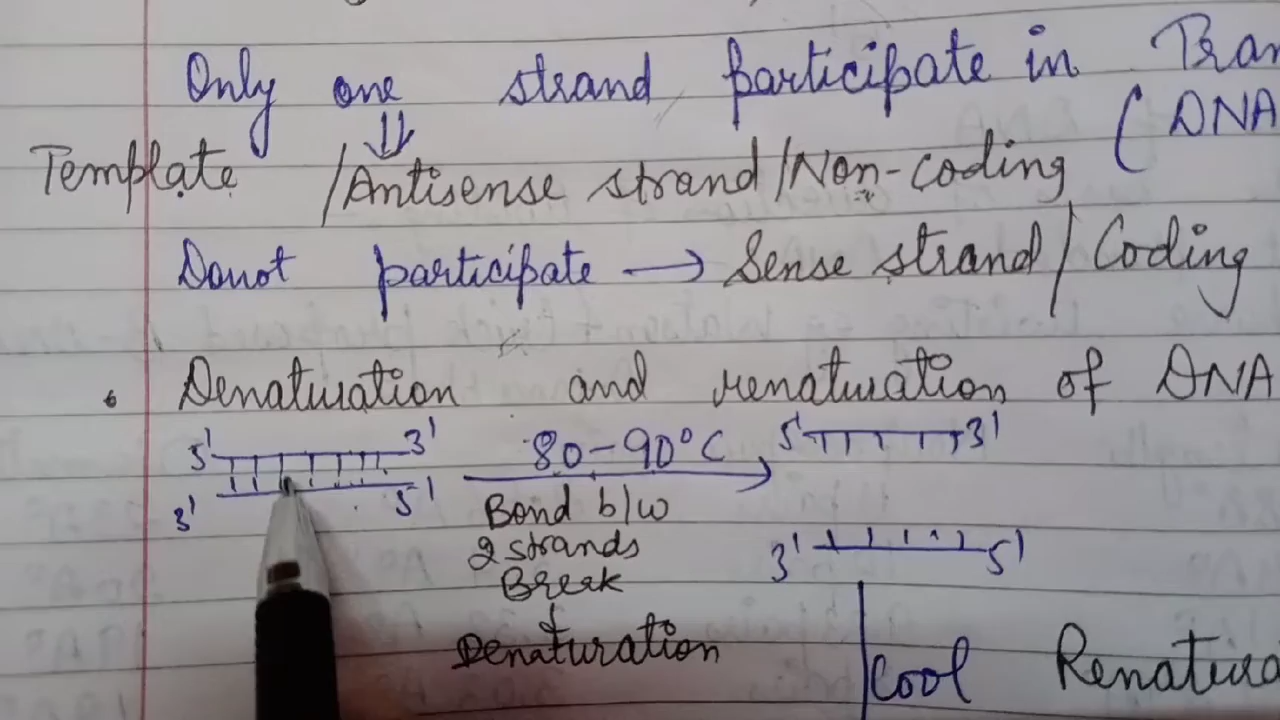 Only one strand participate in Tran
⇓ ( DNA
Template /Antisense strand/Non-coding
Donot participate → Sense strand/ Coding
• Denaturation and renaturation of DNA
5' 3' 80-90°C 5' 3'
3' 5' Bond b/w
2 strands 3' 5'
Break
↓
Denaturation
Cool Renatura